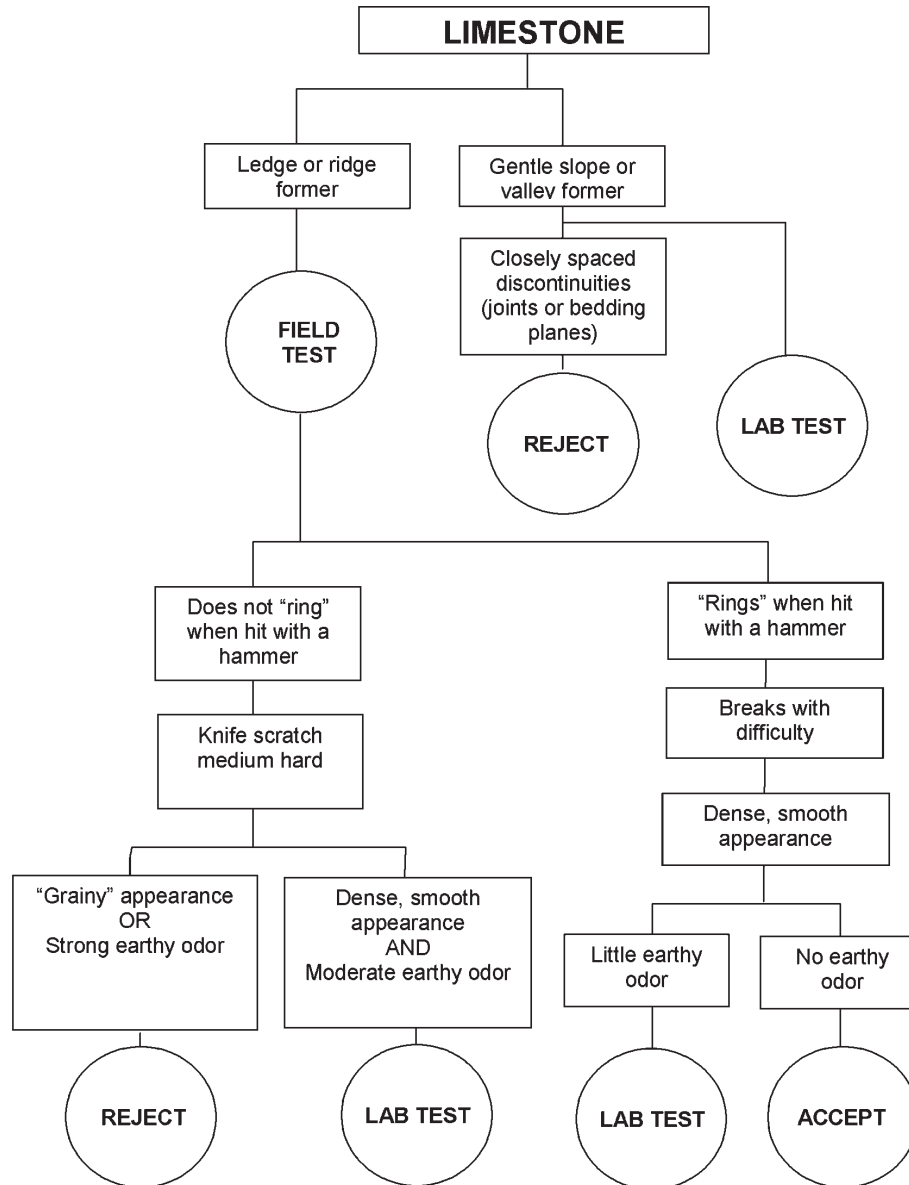 LIMESTONE
Ledge or ridge
former
Gentle slope or
vallev former
Closely spaced
discontinuities
(joints or bedding
planes)
FIELD
TEST
REJECT
LAB TEST
Does not “ring”
when hit with a
hammer
“Rings” when hit
with a hammer
Knife scratch
medium hard
Breaks with
difficulty
Dense, smooth
appearance
“Grainy” appearance
OR
Strong earthy odor
Dense, smooth
appearance
AND
Moderate earthy odor
Little earthy
odor
No earthy
odor
REJECT
LAB TEST
LAB TEST
ACCEPT